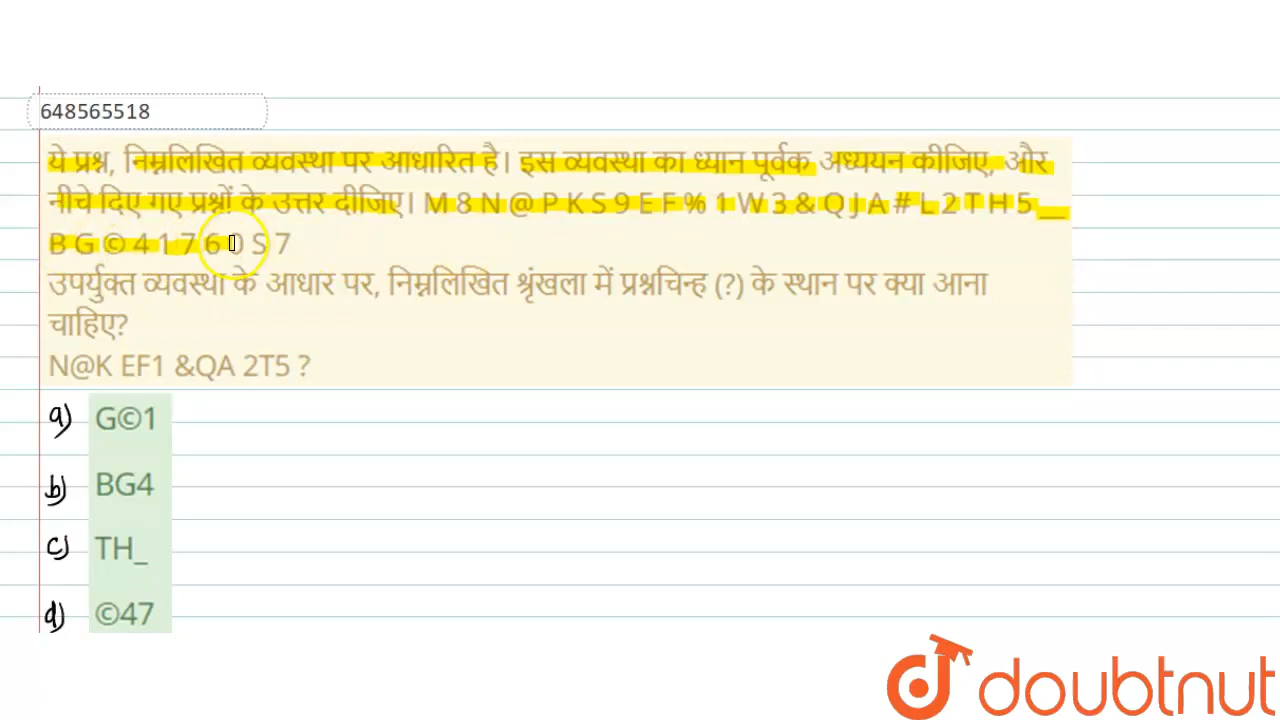 648565518
ये प्रश्न, निम्नलिखित व्यवस्था पर आधारित है। इस व्यवस्था का ध्यान पूर्वक अध्ययन कीजिए, और
नीचे दिए गए प्रश्नों के उत्तर दीजिए। M 8 N @ P K S 9 E F % 1 W 3 & Q J A # L 2 T H 5 __
B G © 4 1 7 6 0 S 7
उपर्युक्त व्यवस्था के आधार पर, निम्नलिखित श्रृंखला में प्रश्नचिन्ह (?) के स्थान पर क्या आना
चाहिए?
N@K EF1 &QA 2T5 ?
a) G©1
b) BG4
c) TH_
d) ©47
doubtnut